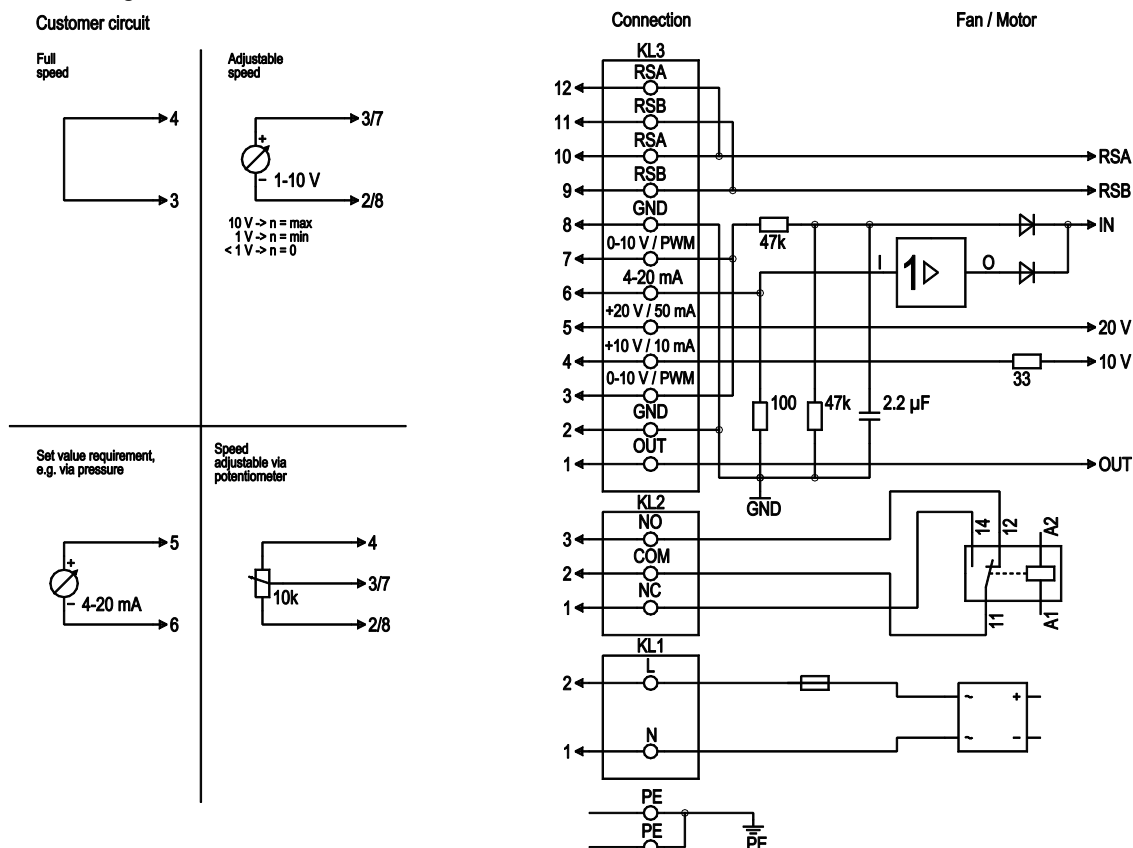 Customer circuit
Connection
Fan / Motor
Full
speed
4
3
Adjustable
speed
3/7
+
− 1-10 V
2/8
10 V -> n = max
1 V -> n = min
< 1 V -> n = 0
Set value requirement,
e.g. via pressure
5
+
− 4-20 mA
6
Speed
adjustable via
potentiometer
4
3/7
10k
2/8
KL3
RSA
12
RSB
11
RSA
10
RSA
RSB
9
RSB
GND
8
47k
IN
0-10 V / PWM
7
I
1
O
4-20 mA
6
+20 V / 50 mA
5
20 V
+10 V / 10 mA
4
33
10 V
0-10 V / PWM
3
100
47k
2.2 µF
GND
2
OUT
1
OUT
GND
KL2
NO
3
COM
2
NC
1
14
12
A2
11
A1
KL1
L
2
~
+
N
1
~
−
PE
PE
PE